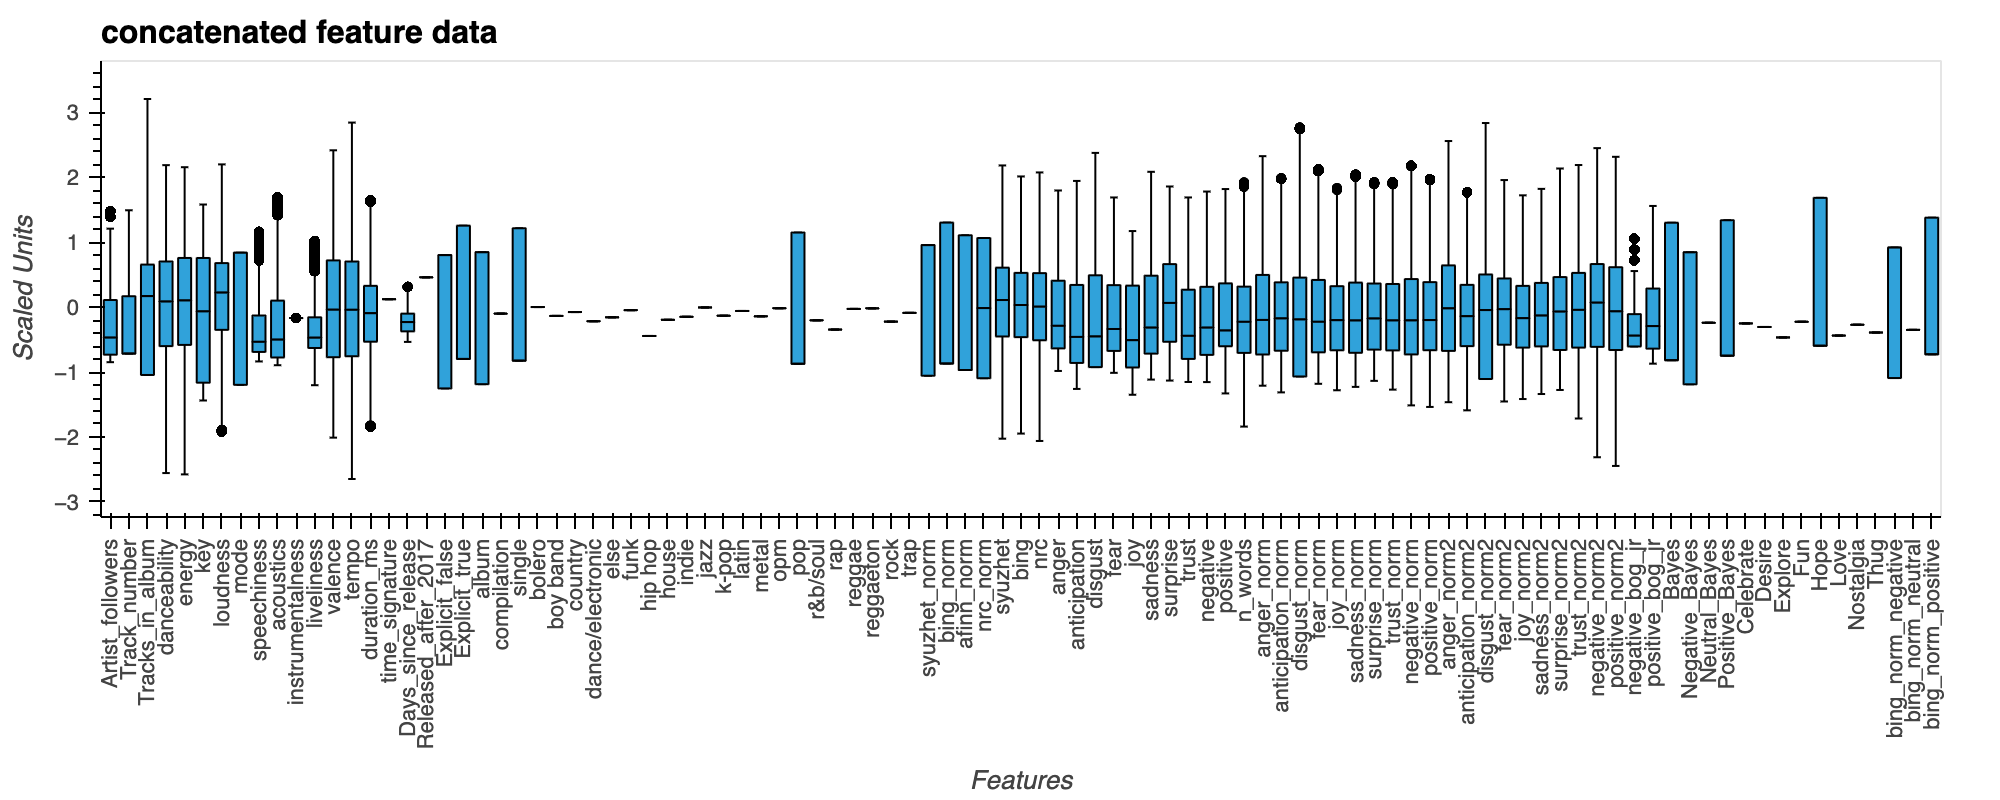 concatenated feature data
Scaled Units
3
2
1
0
−1
−2
−3
Artist_followers
Track_number
Tracks_in_album
danceability
energy
key
loudness
mode
speechiness
acoustics
instrumentalness
liveliness
valence
tempo
duration_ms
time_signature
Days_since_release
Released_after_2017
Explicit_false
Explicit_true
album
compilation
single
bolero
boy band
country
dance/electronic
else
funk
hip hop
house
indie
jazz
k-pop
latin
metal
opm
pop
r&b/soul
rap
reggae
reggaeton
rock
trap
syuzhet_norm
bing_norm
afinn_norm
nrc_norm
syuzhet
bing
nrc
anger
anticipation
disgust
fear
joy
sadness
surprise
trust
negative
positive
n_words
anger_norm
anticipation_norm
disgust_norm
fear_norm
joy_norm
sadness_norm
surprise_norm
trust_norm
negative_norm
positive_norm
anger_norm2
anticipation_norm2
disgust_norm2
fear_norm2
joy_norm2
sadness_norm2
surprise_norm2
trust_norm2
negative_norm2
positive_norm2
negative_bog_jr
positive_bog_jr
Bayes
Negative_Bayes
Neutral_Bayes
Positive_Bayes
Celebrate
Desire
Explore
Fun
Hope
Love
Nostalgia
Thug
bing_norm_negative
bing_norm_neutral
bing_norm_positive
Features